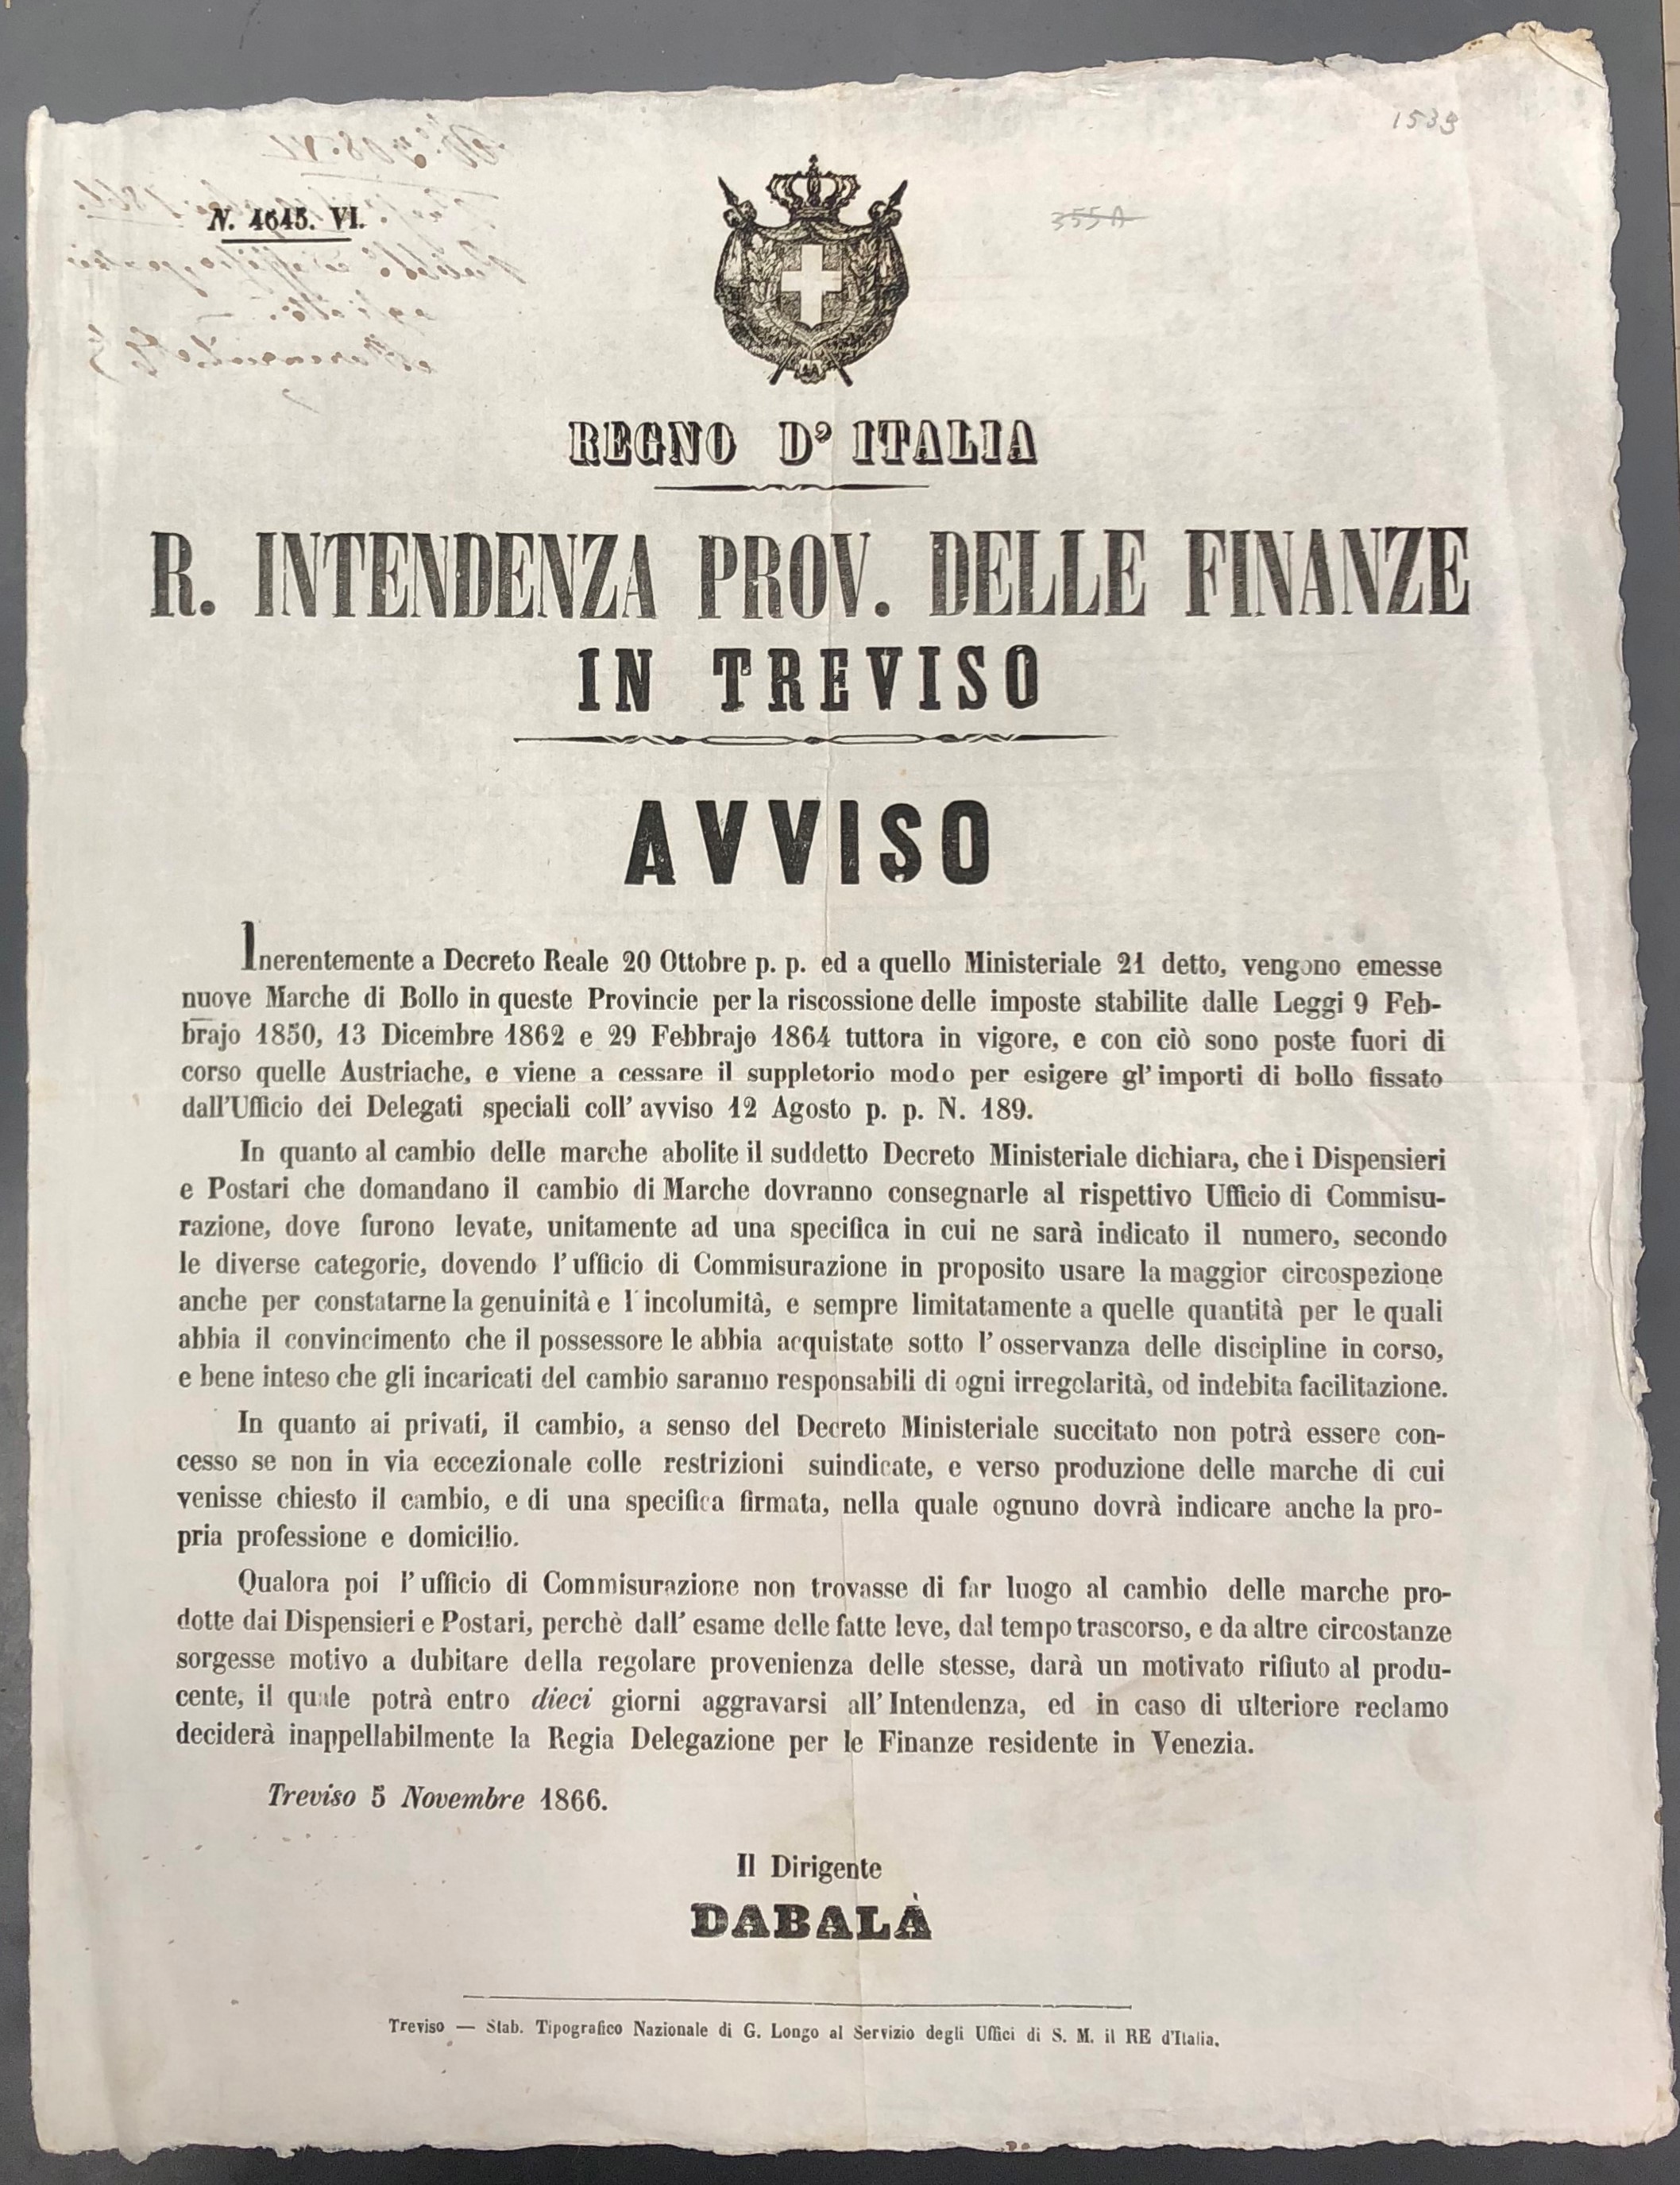 1539
N. 4645. VI.
355A
REGNO D' ITALIA
R. INTENDENZA PROV. DELLE FINANZE
IN TREVISO
AVVISO
Inerentemente a Decreto Reale 20 Ottobre p. p. ed a quello Ministeriale 21 detto, vengono emesse
nuove Marche di Bollo in queste Provincie per la riscossione delle imposte stabilite dalle Leggi 9 Feb-
brajo 1850, 13 Dicembre 1862 e 29 Febbrajo 1864 tuttora in vigore, e con ciò sono poste fuori di
corso quelle Austriache, e viene a cessare il suppletorio modo per esigere gl' importi di bollo fissato
dall'Ufficio dei Delegati speciali coll' avviso 12 Agosto p. p. N. 189.
In quanto al cambio delle marche abolite il suddetto Decreto Ministeriale dichiara, che i Dispensieri
e Postari che domandano il cambio di Marche dovranno consegnarle al rispettivo Ufficio di Commisu-
razione, dove furono levate, unitamente ad una specifica in cui ne sarà indicato il numero, secondo
le diverse categorie, dovendo l' ufficio di Commisurazione in proposito usare la maggior circospezione
anche per constatarne la genuinità e l' incolumità, e sempre limitatamente a quelle quantità per le quali
abbia il convincimento che il possessore le abbia acquistate sotto l' osservanza delle discipline in corso,
e bene inteso che gli incaricati del cambio saranno responsabili di ogni irregolarità, od indebita facilitazione.
In quanto ai privati, il cambio, a senso del Decreto Ministeriale succitato non potrà essere con-
cesso se non in via eccezionale colle restrizioni suindicate, e verso produzione delle marche di cui
venisse chiesto il cambio, e di una specifica firmata, nella quale ognuno dovrà indicare anche la pro-
pria professione e domicilio.
Qualora poi l' ufficio di Commisurazione non trovasse di far luogo al cambio delle marche pro-
dotte dai Dispensieri e Postari, perchè dall' esame delle fatte leve, dal tempo trascorso, e da altre circostanze
sorgesse motivo a dubitare della regolare provenienza delle stesse, darà un motivato rifiuto al produ-
cente, il quale potrà entro dieci giorni aggravarsi all' Intendenza, ed in caso di ulteriore reclamo
deciderà inappellabilmente la Regia Delegazione per le Finanze residente in Venezia.
Treviso 5 Novembre 1866.
Il Dirigente
DABALÀ
Treviso — Stab. Tipografico Nazionale di G. Longo al Servizio degli Uffici di S. M. il RE d'Italia.